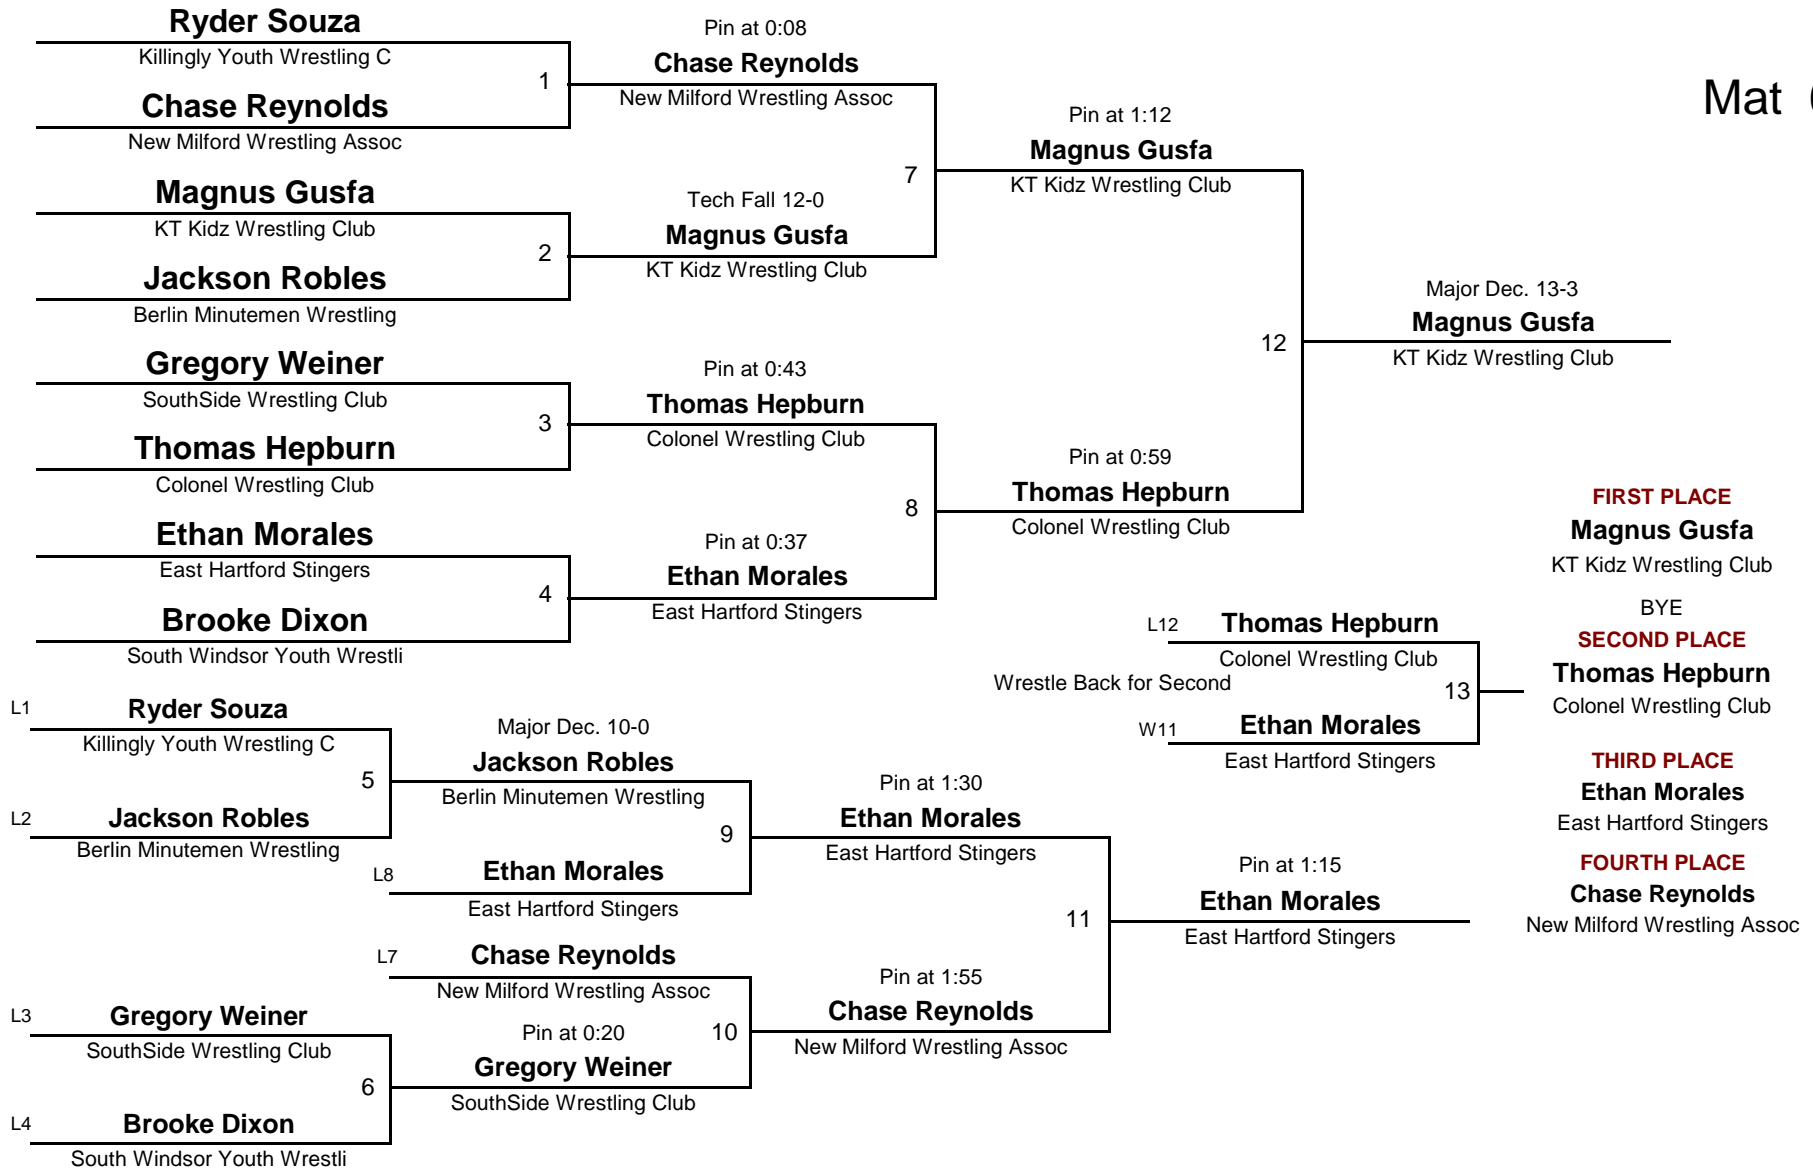 Ryder Souza
Killingly Youth Wrestling C
1
Chase Reynolds
New Milford Wrestling Assoc
Magnus Gusfa
KT Kidz Wrestling Club
2
Jackson Robles
Berlin Minutemen Wrestling
Gregory Weiner
SouthSide Wrestling Club
3
Thomas Hepburn
Colonel Wrestling Club
Ethan Morales
East Hartford Stingers
4
Brooke Dixon
South Windsor Youth Wrestli
Pin at 0:08
Chase Reynolds
New Milford Wrestling Assoc
7
Tech Fall 12-0
Magnus Gusfa
KT Kidz Wrestling Club
Pin at 0:43
Thomas Hepburn
Colonel Wrestling Club
8
Pin at 0:37
Ethan Morales
East Hartford Stingers
Pin at 1:12
Magnus Gusfa
KT Kidz Wrestling Club
12
Pin at 0:59
Thomas Hepburn
Colonel Wrestling Club
Mat
Major Dec. 13-3
Magnus Gusfa
KT Kidz Wrestling Club
L1 Ryder Souza
Killingly Youth Wrestling C
5
L2 Jackson Robles
Berlin Minutemen Wrestling
L3 Gregory Weiner
SouthSide Wrestling Club
6
L4 Brooke Dixon
South Windsor Youth Wrestli
Major Dec. 10-0
Jackson Robles
Berlin Minutemen Wrestling
9
L8 Ethan Morales
East Hartford Stingers
L7 Chase Reynolds
New Milford Wrestling Assoc
Pin at 0:20 10
Gregory Weiner
SouthSide Wrestling Club
Pin at 1:30
Ethan Morales
East Hartford Stingers
11
Pin at 1:55
Chase Reynolds
New Milford Wrestling Assoc
Pin at 1:15
Ethan Morales
East Hartford Stingers
L12 Thomas Hepburn
Colonel Wrestling Club
Wrestle Back for Second
13
W11 Ethan Morales
East Hartford Stingers
FIRST PLACE
Magnus Gusfa
KT Kidz Wrestling Club
BYE
SECOND PLACE
Thomas Hepburn
Colonel Wrestling Club
THIRD PLACE
Ethan Morales
East Hartford Stingers
FOURTH PLACE
Chase Reynolds
New Milford Wrestling Assoc